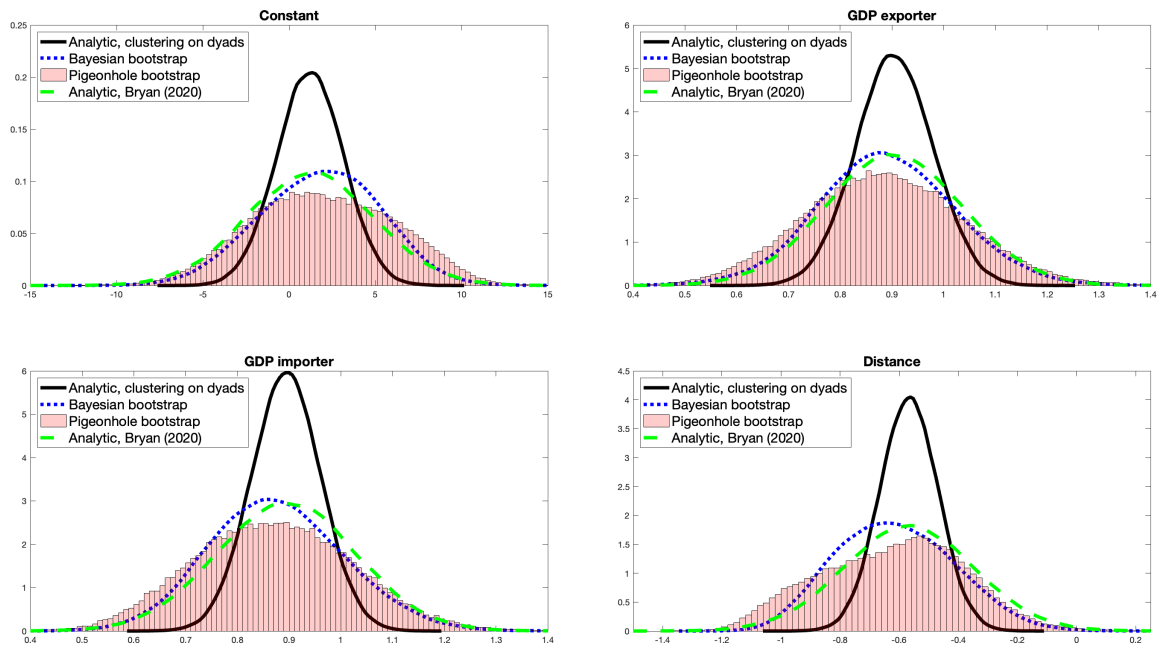 Constant
0.25
0.2
0.15
0.1
0.05
0
-15 -10 -5 0 5 10 15
Analytic, clustering on dyads
Bayesian bootstrap
Pigeonhole bootstrap
Analytic, Bryan (2020)
GDP exporter
6
5
4
3
2
1
0
0.4 0.5 0.6 0.7 0.8 0.9 1 1.1 1.2 1.3 1.4
Analytic, clustering on dyads
Bayesian bootstrap
Pigeonhole bootstrap
Analytic, Bryan (2020)
GDP importer
6
5
4
3
2
1
0
0.4 0.5 0.6 0.7 0.8 0.9 1 1.1 1.2 1.3 1.4
Analytic, clustering on dyads
Bayesian bootstrap
Pigeonhole bootstrap
Analytic, Bryan (2020)
Distance
4.5
4
3.5
3
2.5
2
1.5
1
0.5
0
-1.4 -1.2 -1 -0.8 -0.6 -0.4 -0.2 0 0.2
Analytic, clustering on dyads
Bayesian bootstrap
Pigeonhole bootstrap
Analytic, Bryan (2020)